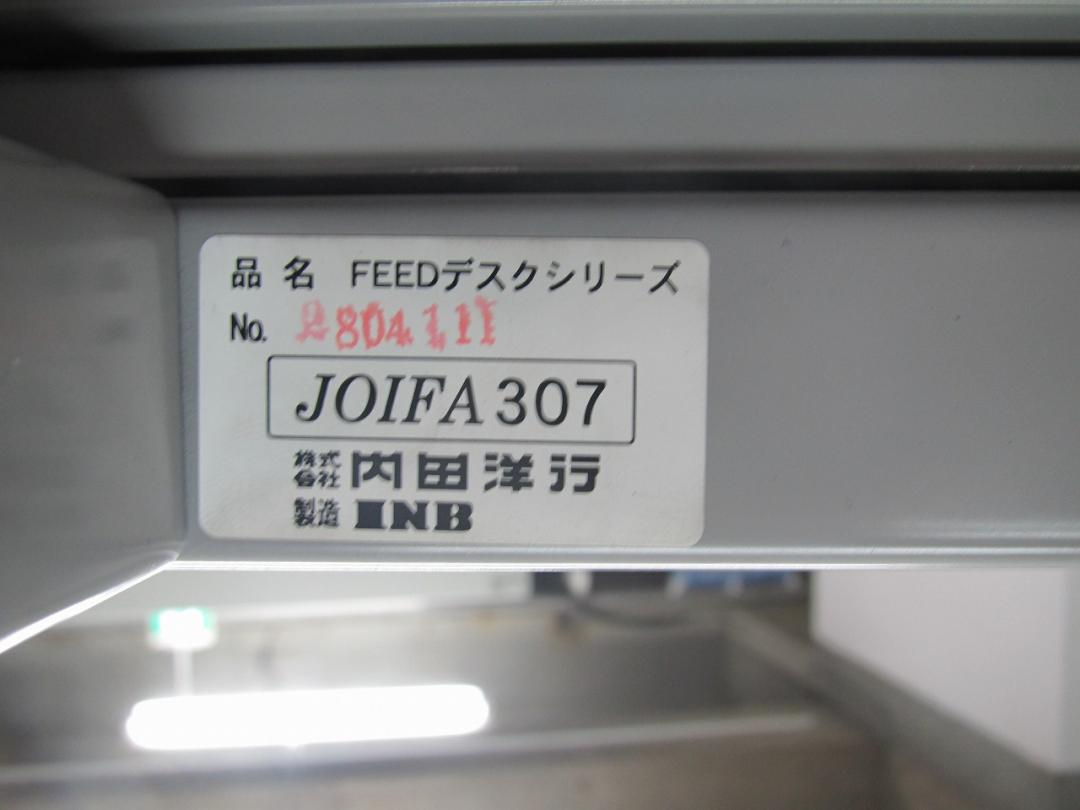 品名 FEEDデスクシリーズ
No. 804111
JOIFA 307
株式会社 内田洋行
製造 INB